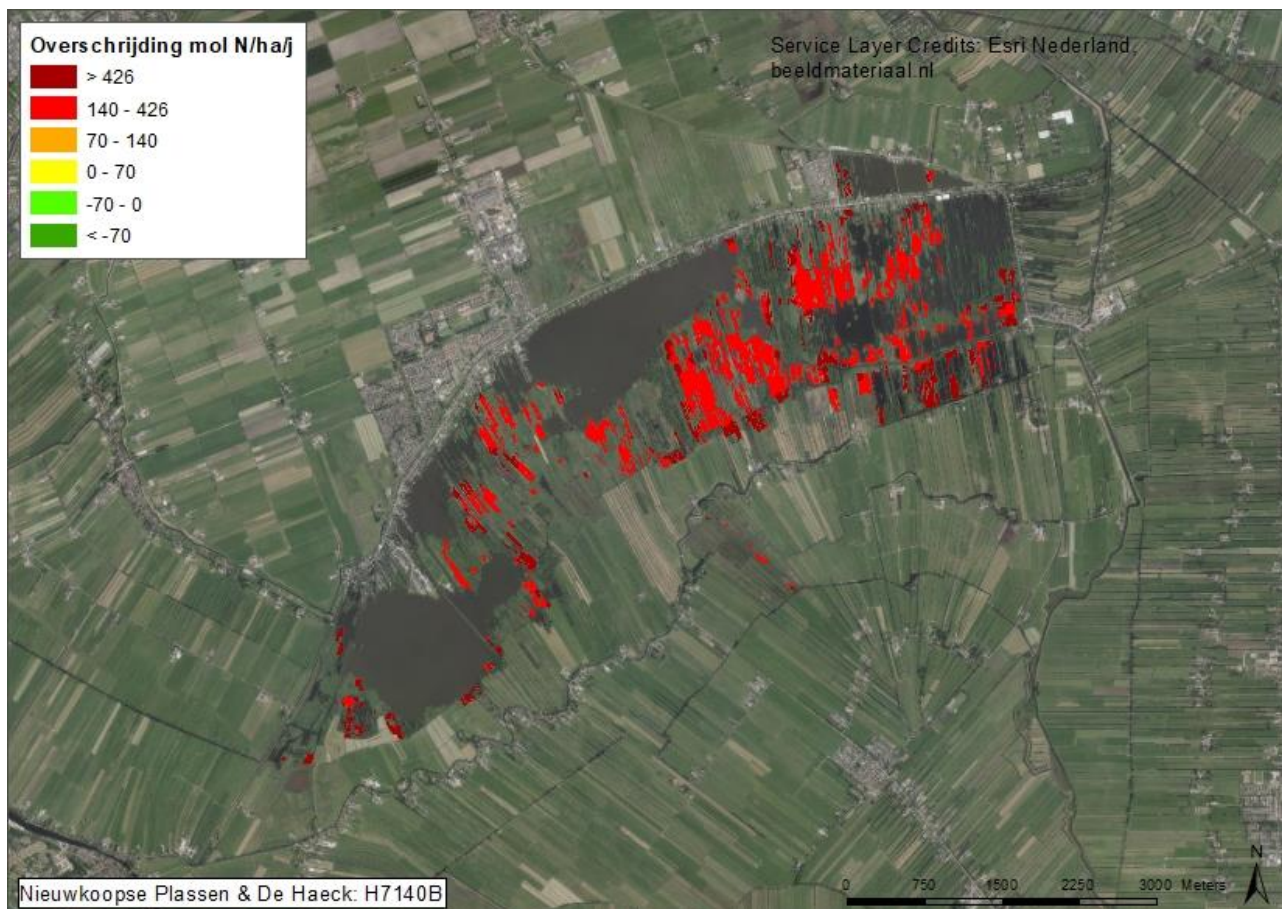 Overschrijding mol N/ha/j
> 426
140 - 426
70 - 140
0 - 70
-70 - 0
< -70
Service Layer Credits: Esri Nederland,
beeldmateriaal.nl
Nieuwkoopse Plassen & De Haeck: H7140B
0 750 1500 2250 3000 Meters
N